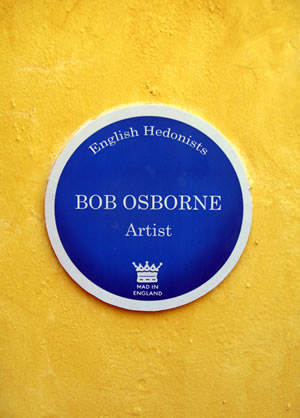 English Hedonists
BOB OSBORNE
Artist
MAD IN
ENGLAND